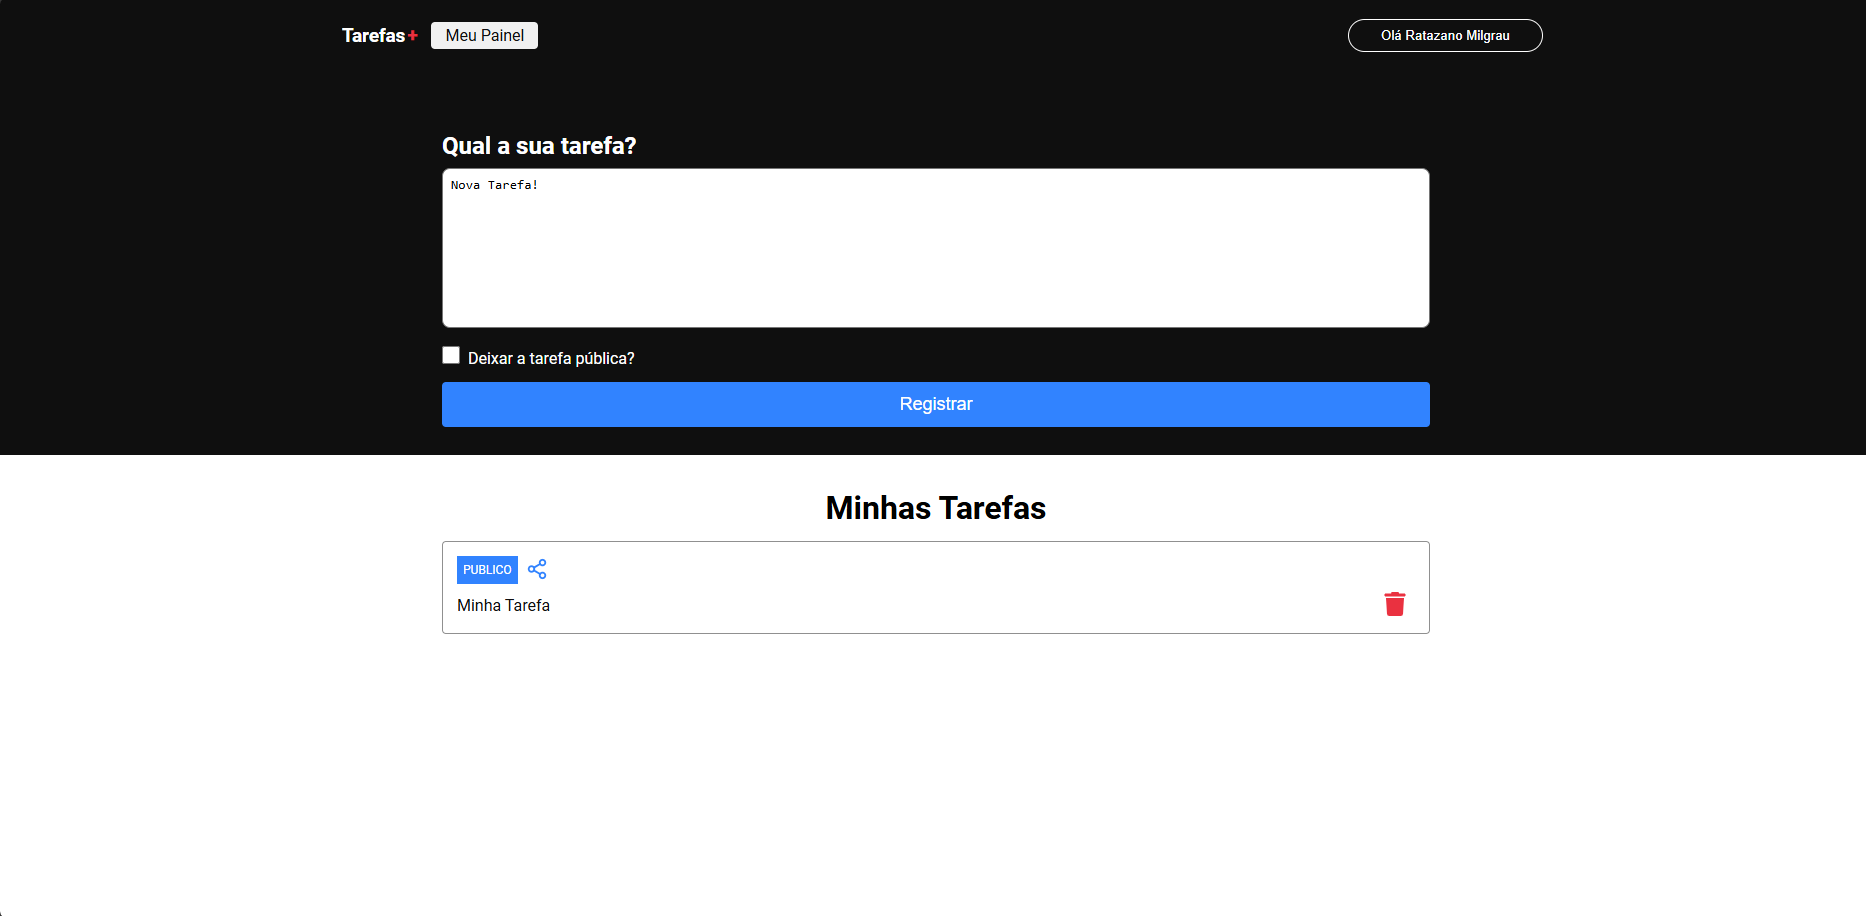 Tarefas+ Meu Painel Olá Ratazano Milgrau
Qual a sua tarefa?
Nova Tarefa!
Deixar a tarefa pública?
Registrar
Minhas Tarefas
PUBLICO
Minha Tarefa